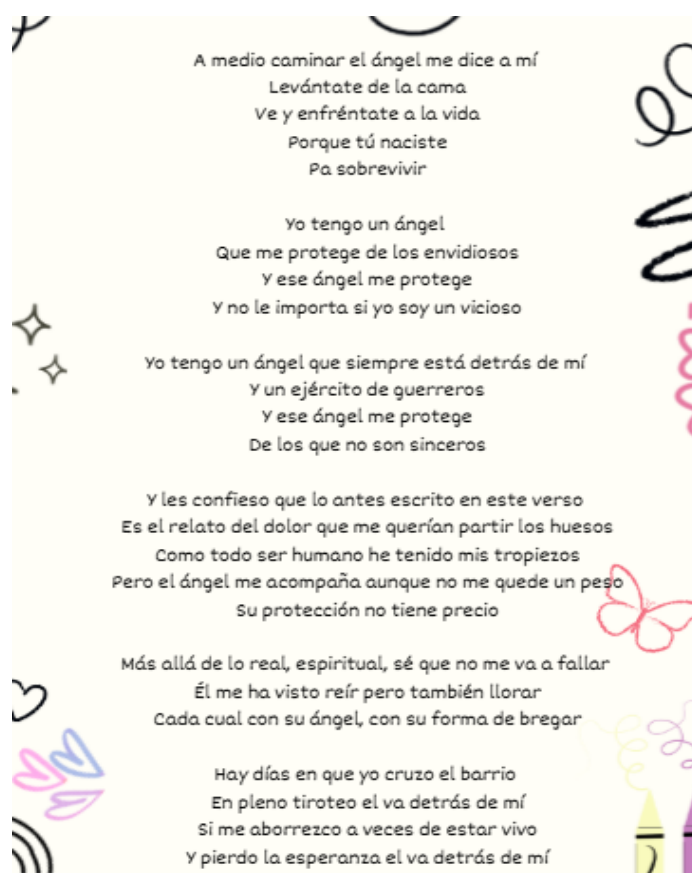 A medio caminar el ángel me dice a mí
Levántate de la cama
Ve y enfréntate a la vida
Porque tú naciste
Pa sobrevivir
Yo tengo un ángel
Que me protege de los envidiosos
Y ese ángel me protege
Y no le importa si yo soy un vicioso
Yo tengo un ángel que siempre está detrás de mí
Y un ejército de guerreros
Y ese ángel me protege
De los que no son sinceros
Y les confieso que lo antes escrito en este verso
Es el relato del dolor que me querían partir los huesos
Como todo ser humano he tenido mis tropiezos
Pero el ángel me acompaña aunque no me quede un peso
Su protección no tiene precio
Más allá de lo real, espiritual, sé que no me va a fallar
Él me ha visto reír pero también llorar
Cada cual con su ángel, con su forma de bregar
Hay días en que yo cruzo el barrio
En pleno tiroteo el va detrás de mí
Si me aborrezco a veces de estar vivo
Y pierdo la esperanza el va detrás de mí